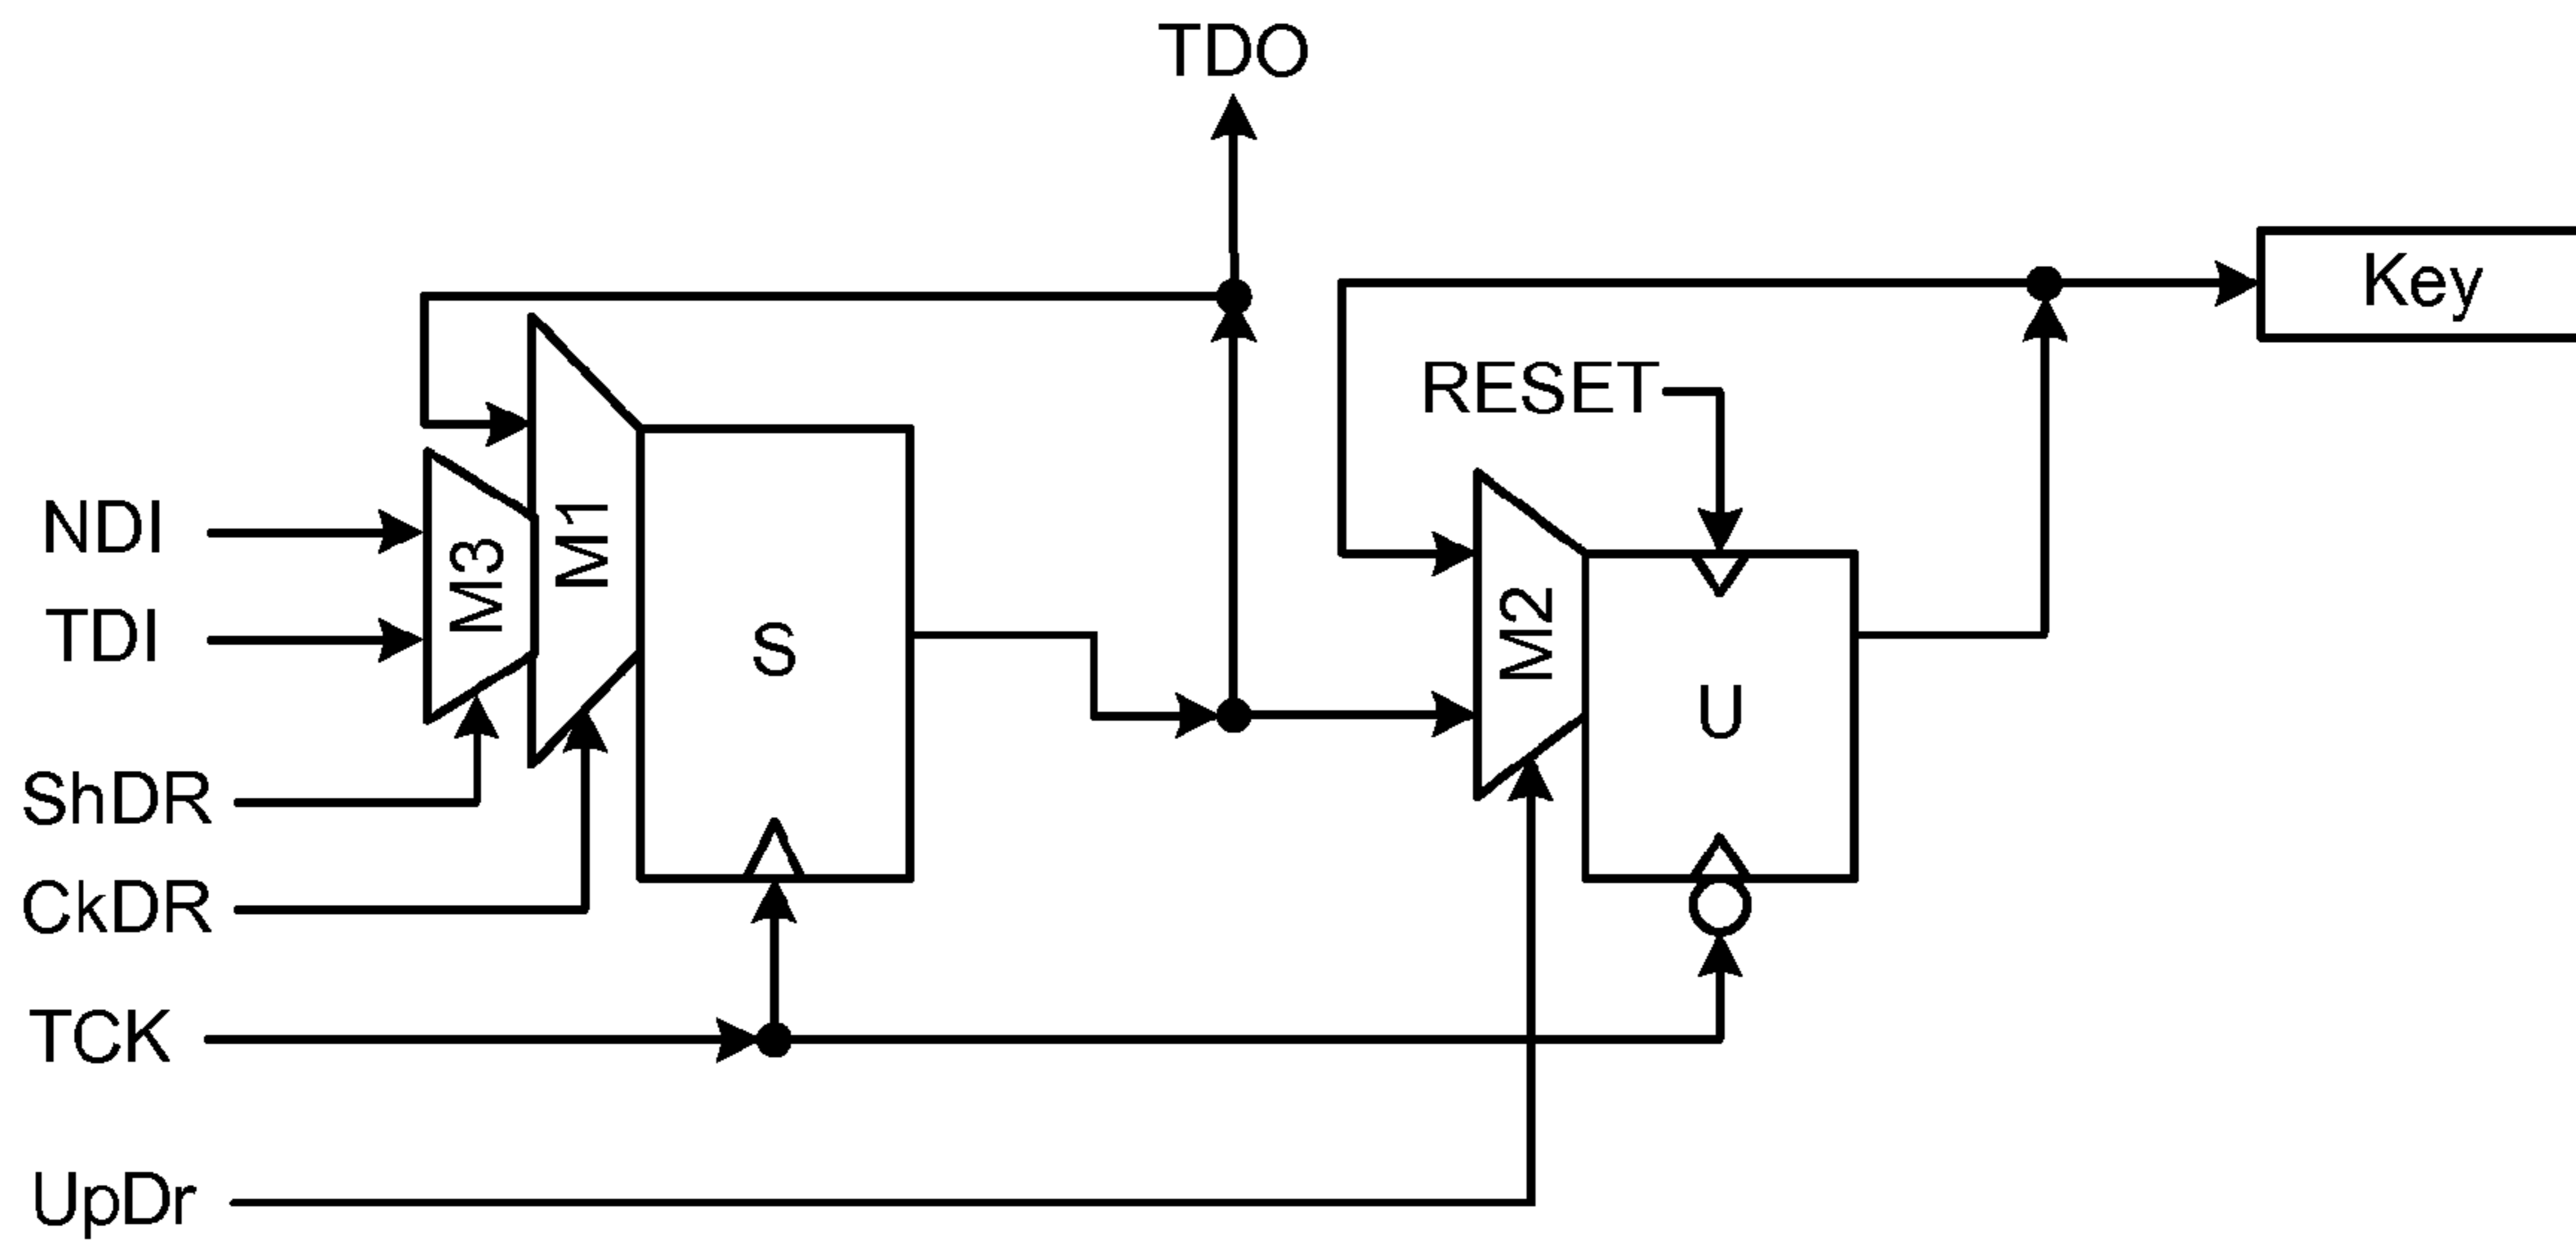 TDO
Key
RESET
NDI
M3
M1
TDI
S
M2
U
ShDR
CkDR
TCK
UpDr